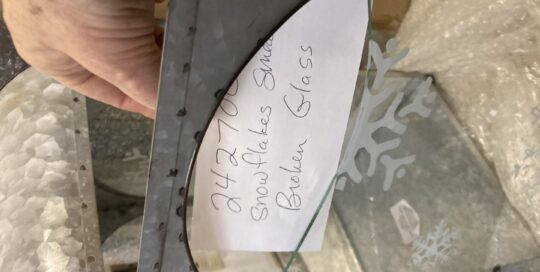 24270
Snowflakes
Broken Glass